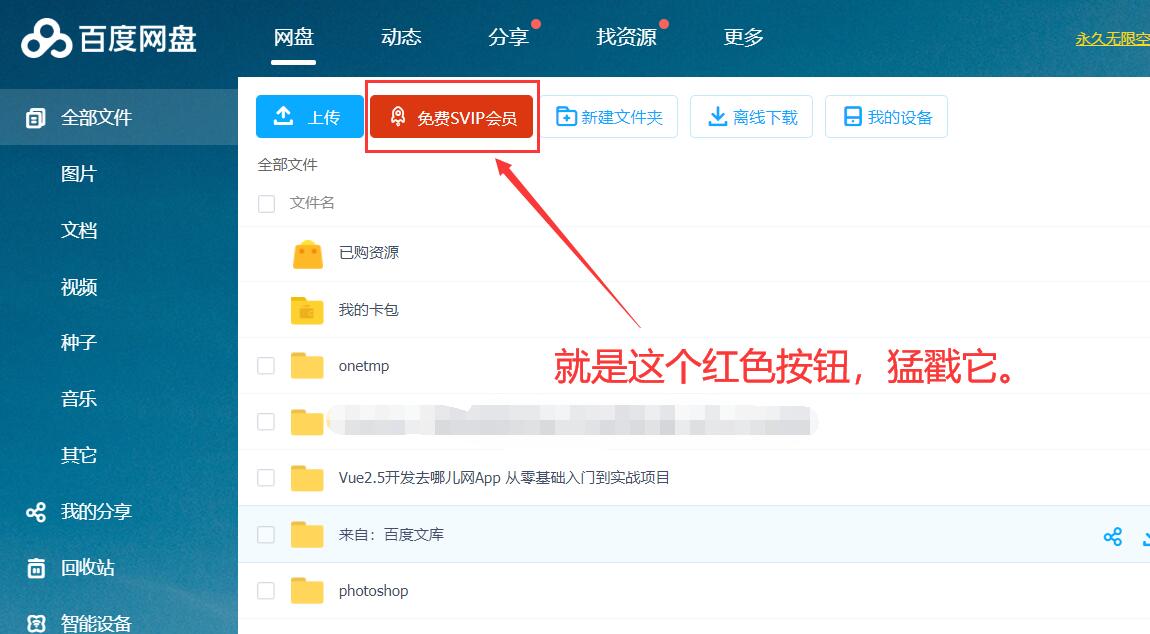 百度网盘
网盘 动态 分享 找资源 更多
永久无限空
全部文件
图片
文档
视频
种子
音乐
其它
我的分享
回收站
智能设备
上传 免费SVIP会员 新建文件夹 离线下载 我的设备
全部文件
文件名
已购资源
我的卡包
onetmp
就是这个红色按钮，猛戳它。
Vue2.5开发去哪儿网App 从零基础入门到实战项目
来自：百度文库
photoshop